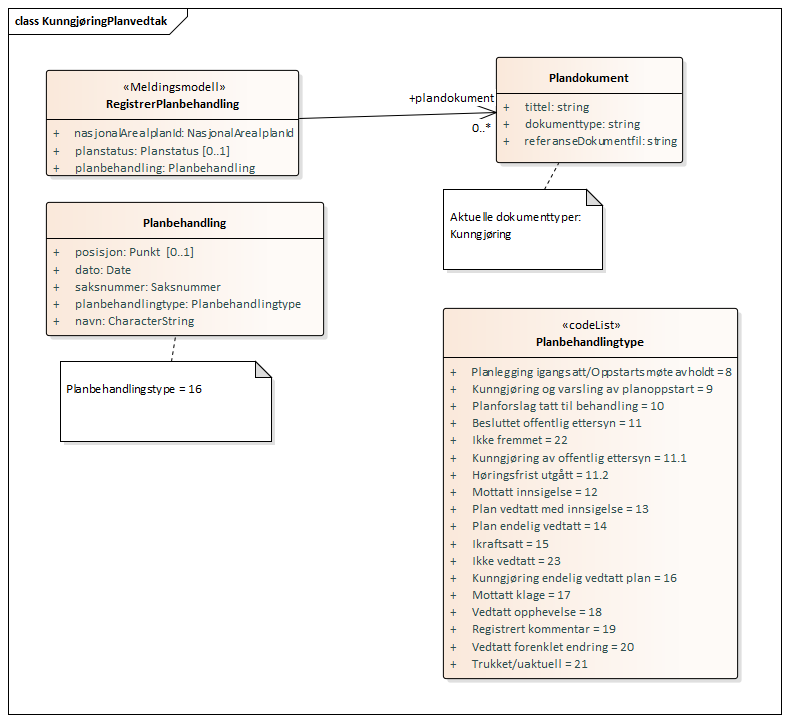 class KunngjøringPlanvedtak
«Meldingsmodell»
RegistrerPlanbehandling
+ nasjonalArealplanId: NasjonalArealplanId
+ planstatus: Planstatus [0..1]
+ planbehandling: Planbehandling
+plandokument
0..*
Plandokument
+ tittel: string
+ dokumenttype: string
+ referanseDokumentfil: string
Aktuelle dokumenttyper:
Kunngjøring
Planbehandling
+ posisjon: Punkt [0..1]
+ dato: Date
+ saksnummer: Saksnummer
+ planbehandlingtype: Planbehandlingtype
+ navn: CharacterString
Planbehandlingstype = 16
«codeList»
Planbehandlingtype
+ Planlegging igangsatt/Oppstartsmøte avholdt = 8
+ Kunngjøring og varsling av planoppstart = 9
+ Planforslag tatt til behandling = 10
+ Besluttet offentlig ettersyn = 11
+ Ikke fremmet = 22
+ Kunngjøring av offentlig ettersyn = 11.1
+ Høringsfrist utgått = 11.2
+ Mottatt innsigelse = 12
+ Plan vedtatt med innsigelse = 13
+ Plan endelig vedtatt = 14
+ Ikraftsatt = 15
+ Ikke vedtatt = 23
+ Kunngjøring endelig vedtatt plan = 16
+ Mottatt klage = 17
+ Vedtatt opphevelse = 18
+ Registrert kommentar = 19
+ Vedtatt forenklet endring = 20
+ Trukket/uaktuell = 21